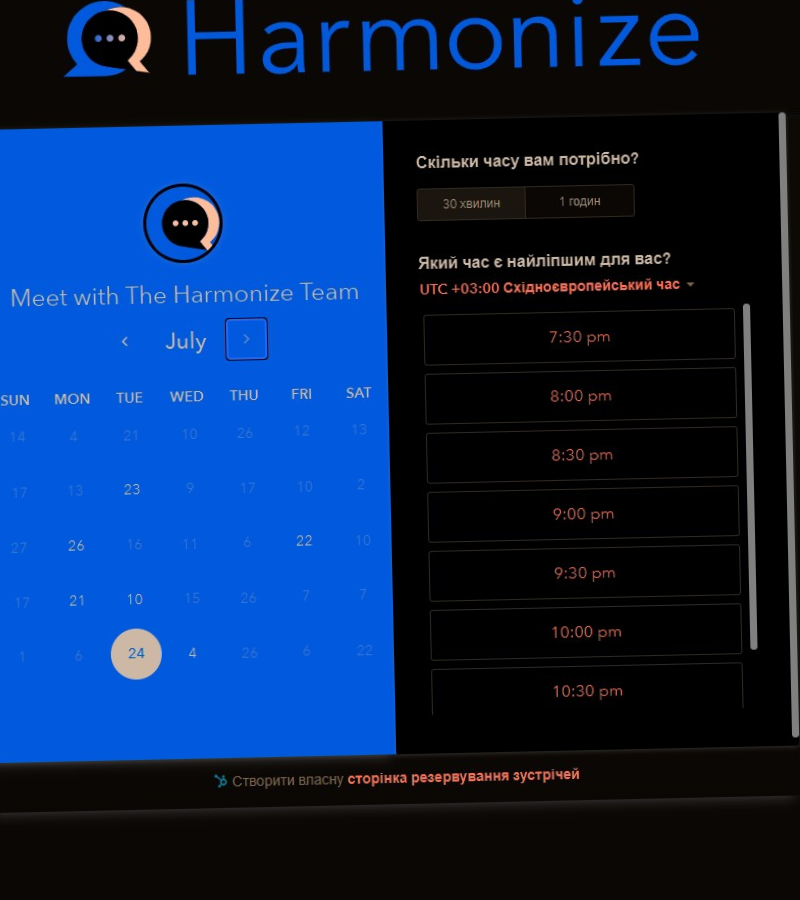 Harmonize
Meet with The Harmonize Team
July
SUN MON TUE WED THU FRI SAT
14 4 21 10 26 12 13
17 13 23 9 17 10 2
27 26 16 11 6 22 10
17 21 10 15 26 7 7
1 6 24 4 26 6 22
Скільки часу вам потрібно?
30 хвилин 1 годин
Який час є найліпшим для вас?
UTC +03:00 Східноєвропейський час
7:30 pm
8:00 pm
8:30 pm
9:00 pm
9:30 pm
10:00 pm
10:30 pm
Створити власну сторінка резервування зустрічей